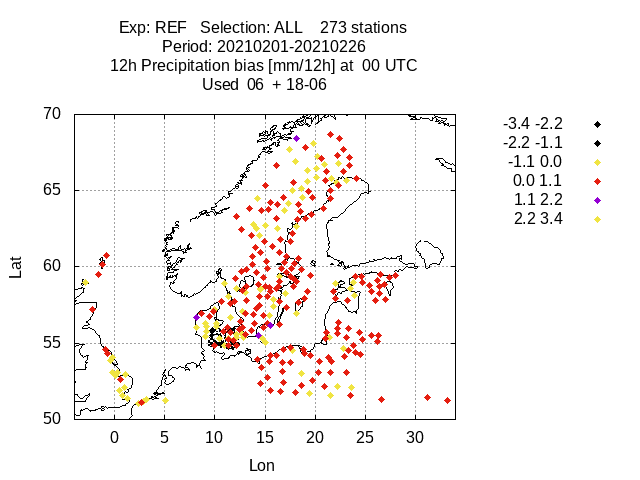 Exp: REF   Selection: ALL    273 stations
Period: 20210201-20210226
12h Precipitation bias [mm/12h] at  00 UTC
Used  06  + 18-06
-3.4 -2.2
-2.2 -1.1
-1.1 0.0
0.0 1.1
1.1 2.2
2.2 3.4
70
65
60
55
50
Lat
0 5 10 15 20 25 30
Lon